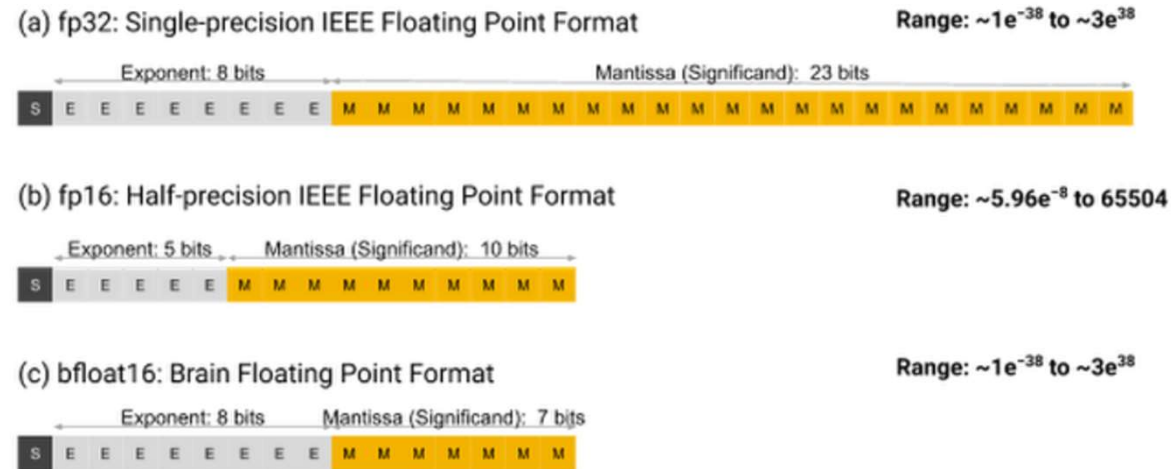 (a) fp32: Single-precision IEEE Floating Point Format Range: ~1e⁻³⁸ to ~3e³⁸
Exponent: 8 bits Mantissa (Significand): 23 bits
S E E E E E E E E M M M M M M M M M M M M M M M M M M M M M M M
(b) fp16: Half-precision IEEE Floating Point Format Range: ~5.96e⁻⁸ to 65504
Exponent: 5 bits Mantissa (Significand): 10 bits
S E E E E E M M M M M M M M M M
(c) bfloat16: Brain Floating Point Format Range: ~1e⁻³⁸ to ~3e³⁸
Exponent: 8 bits Mantissa (Significand): 7 bits
S E E E E E E E E M M M M M M M